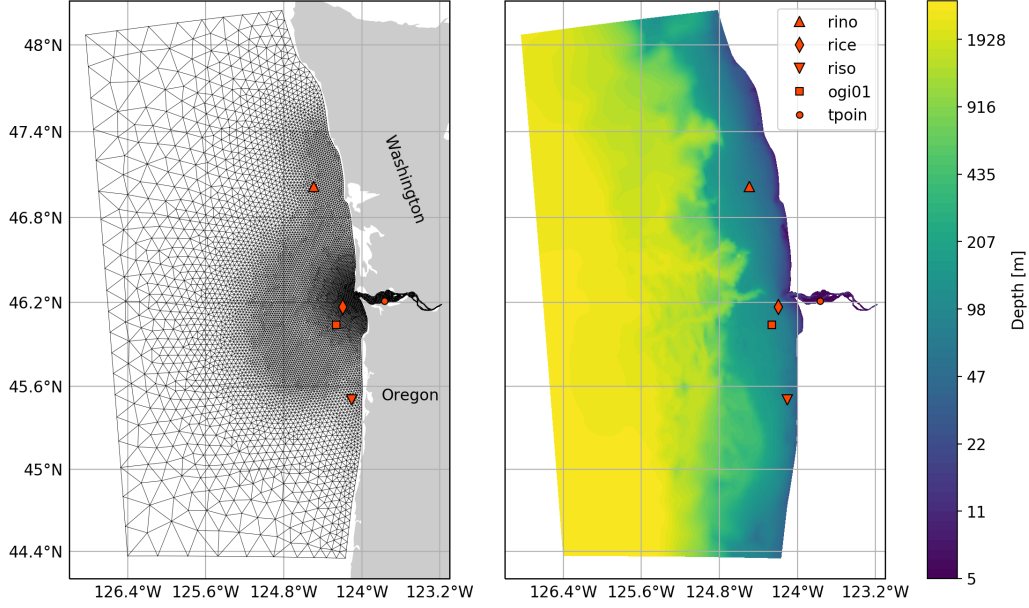 48°N
47.4°N
46.8°N
46.2°N
45.6°N
45°N
44.4°N
126.4°W
125.6°W
124.8°W
124°W
123.2°W
Washington
Oregon
rino
rice
riso
ogi01
tpoin
126.4°W
125.6°W
124.8°W
124°W
123.2°W
1928
916
435
207
98
47
22
11
5
Depth [m]